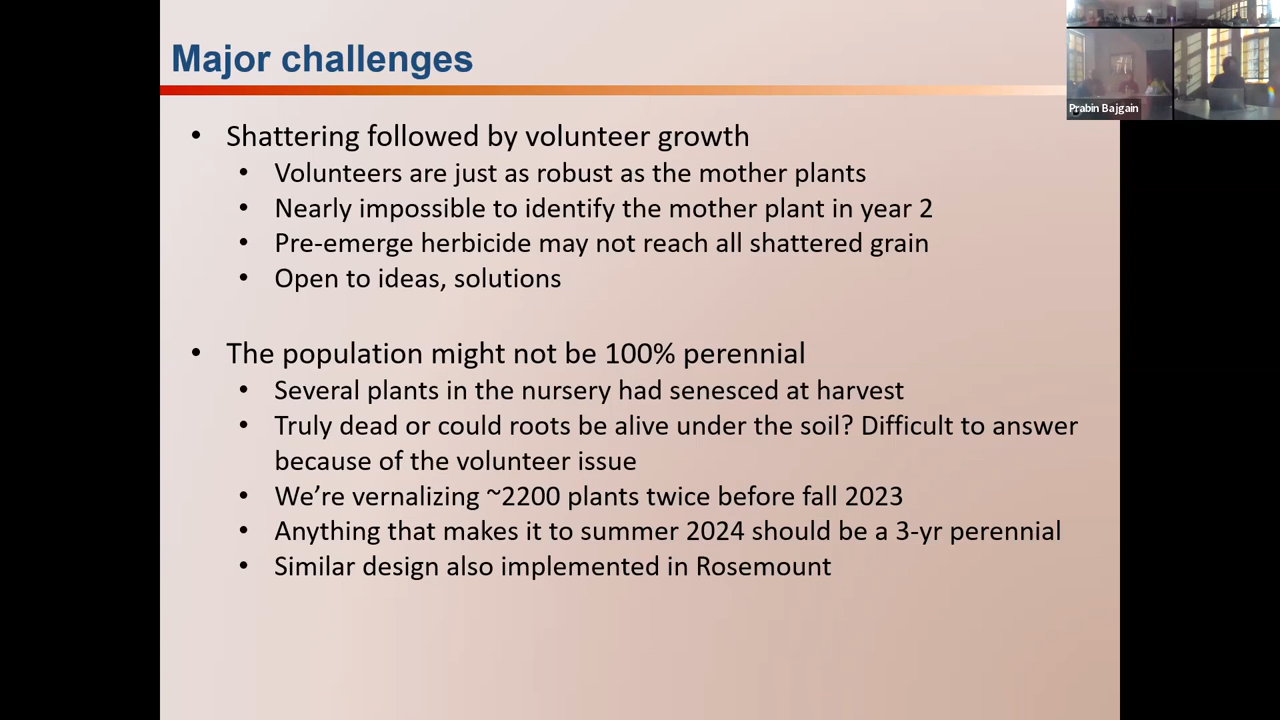 Major challenges
Prabin Bajgain
• Shattering followed by volunteer growth
• Volunteers are just as robust as the mother plants
• Nearly impossible to identify the mother plant in year 2
• Pre-emerge herbicide may not reach all shattered grain
• Open to ideas, solutions
• The population might not be 100% perennial
• Several plants in the nursery had senesced at harvest
• Truly dead or could roots be alive under the soil? Difficult to answer
because of the volunteer issue
• We’re vernalizing ~2200 plants twice before fall 2023
• Anything that makes it to summer 2024 should be a 3-yr perennial
• Similar design also implemented in Rosemount